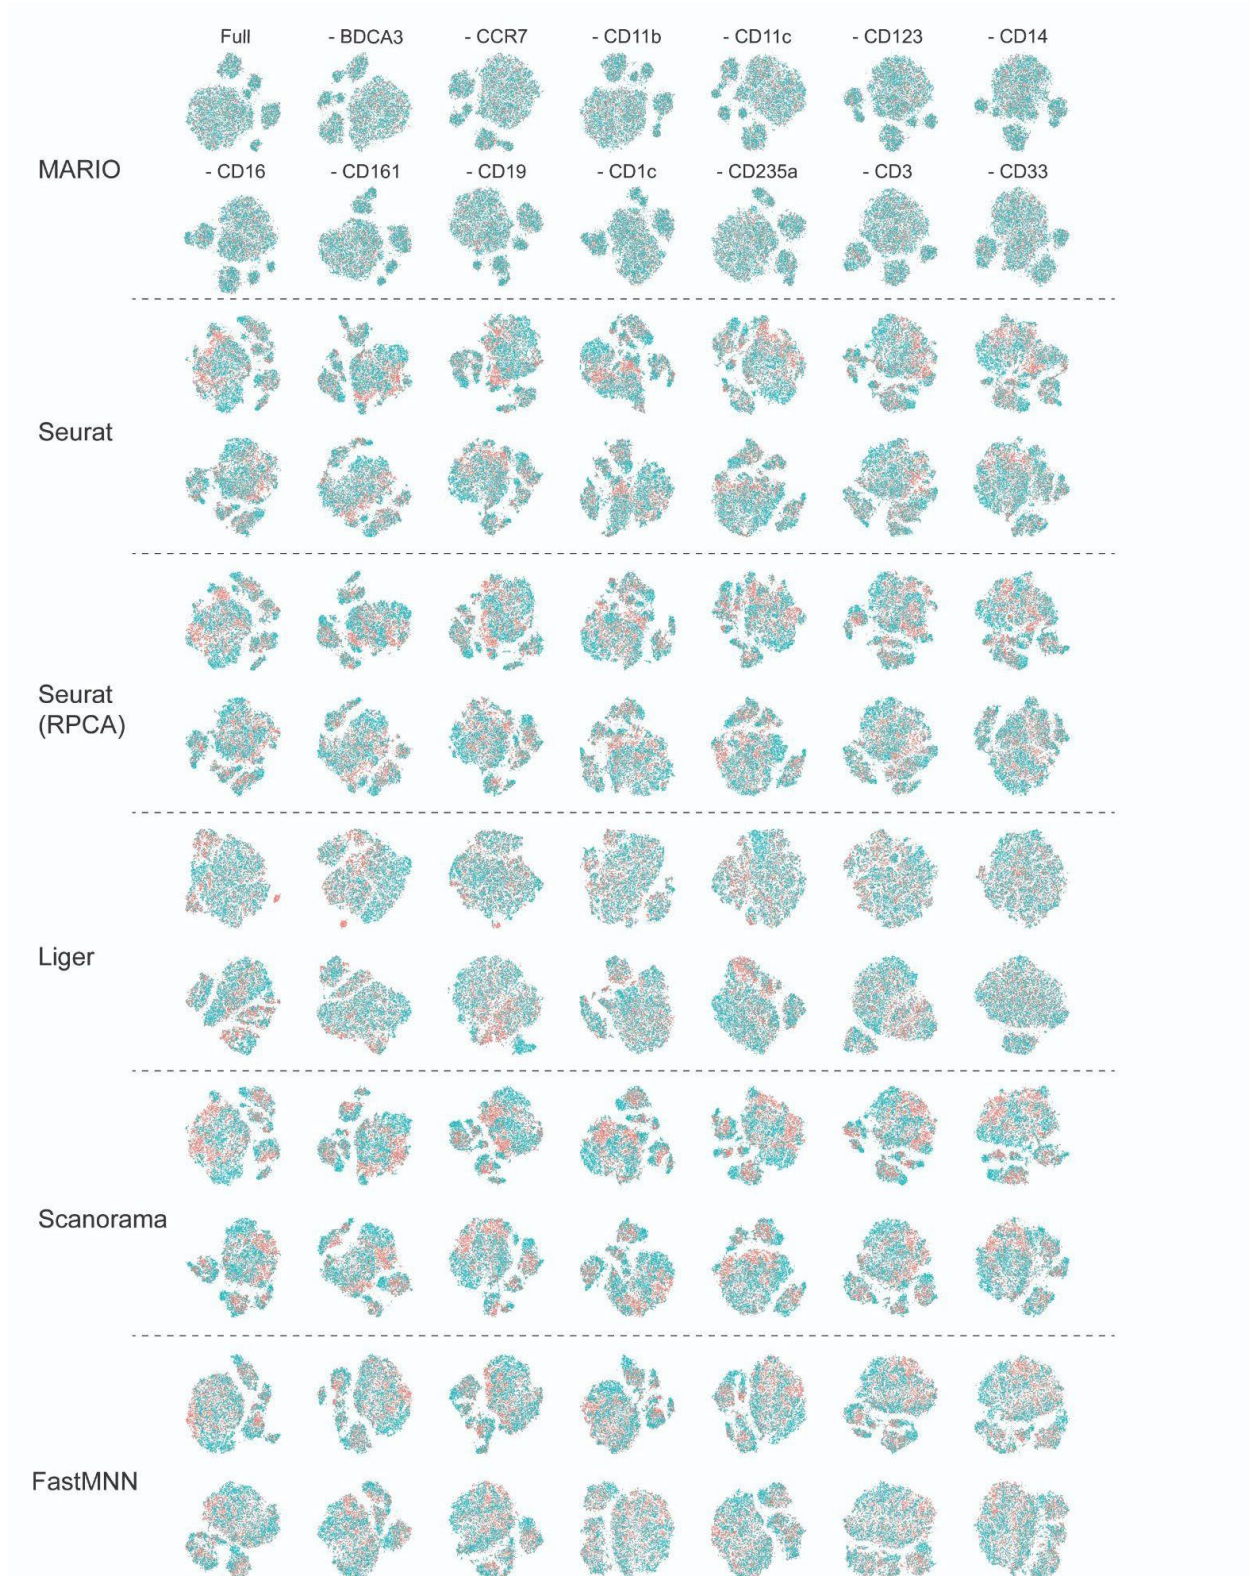 Full - BDCA3 - CCR7 - CD11b - CD11c - CD123 - CD14
MARIO
- CD16 - CD161 - CD19 - CD1c - CD235a - CD3 - CD33
Seurat
Seurat
(RPCA)
Liger
Scanorama
FastMNN